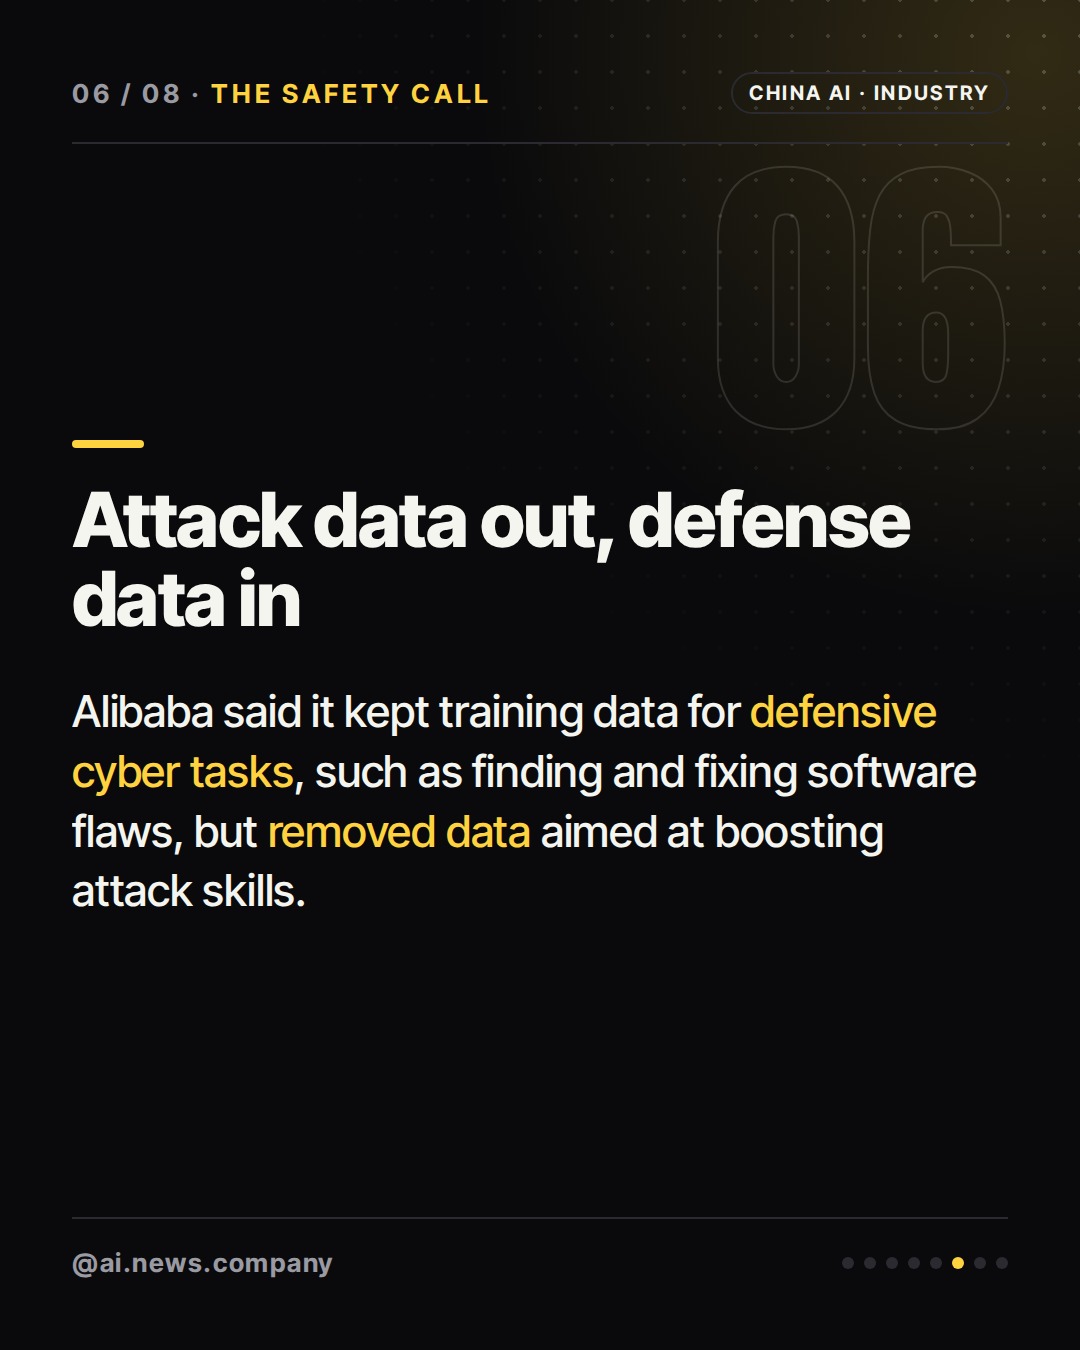 06 / 08 · THE SAFETY CALL
CHINA AI · INDUSTRY
06
Attack data out, defense
data in
Alibaba said it kept training data for defensive
cyber tasks, such as finding and fixing software
flaws, but removed data aimed at boosting
attack skills.
@ai.news.company